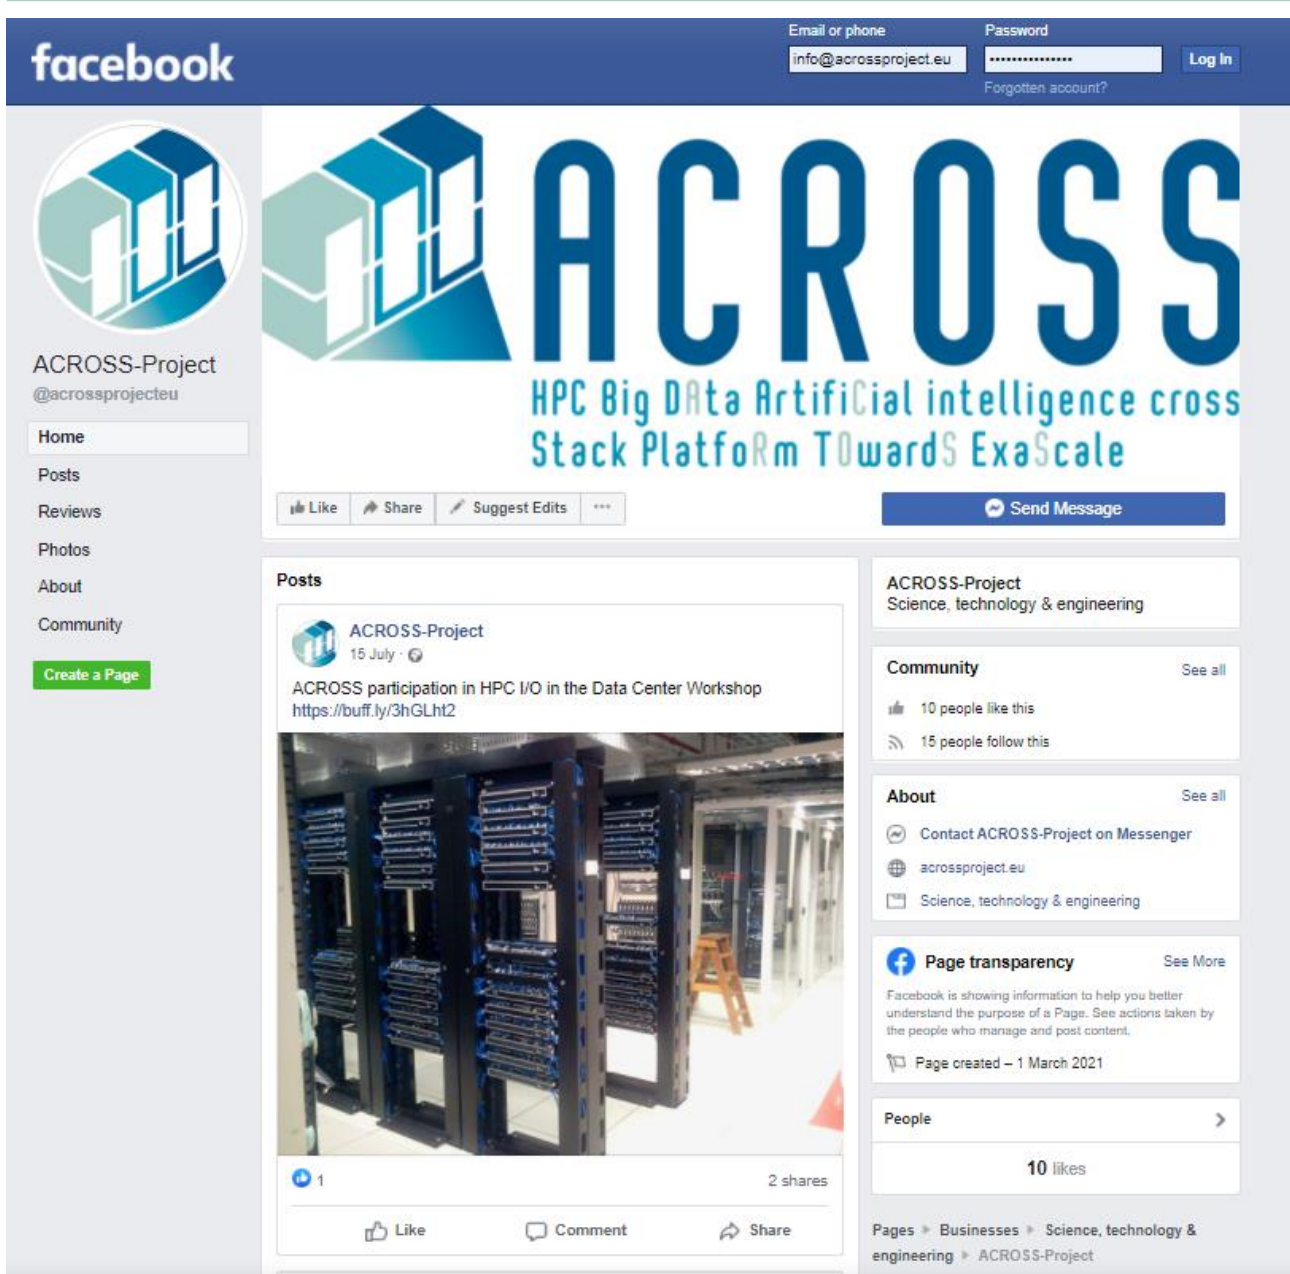 Email or phone
Password
facebook
info@acrossproject.eu
•••••••••••••••
Log In
Forgotten account?
ACROSS
HPC Big DAta ArtifiCial intelligence cross
Stack PlatfoRm TOwardS ExaScale
ACROSS-Project
@acrossprojecteu
Home
Posts
Reviews
Photos
About
Community
Create a Page
Like
Share
Suggest Edits
...
Send Message
Posts
ACROSS-Project
15 July ·
ACROSS participation in HPC I/O in the Data Center Workshop
https://buff.ly/3hGLht2
1
2 shares
Like
Comment
Share
ACROSS-Project
Science, technology & engineering
Community
See all
10 people like this
15 people follow this
About
See all
Contact ACROSS-Project on Messenger
acrossproject.eu
Science, technology & engineering
Page transparency
See More
Facebook is showing information to help you better
understand the purpose of a Page. See actions taken by
the people who manage and post content.
Page created – 1 March 2021
People
10 likes
Pages
Businesses
Science, technology &
engineering
ACROSS-Project